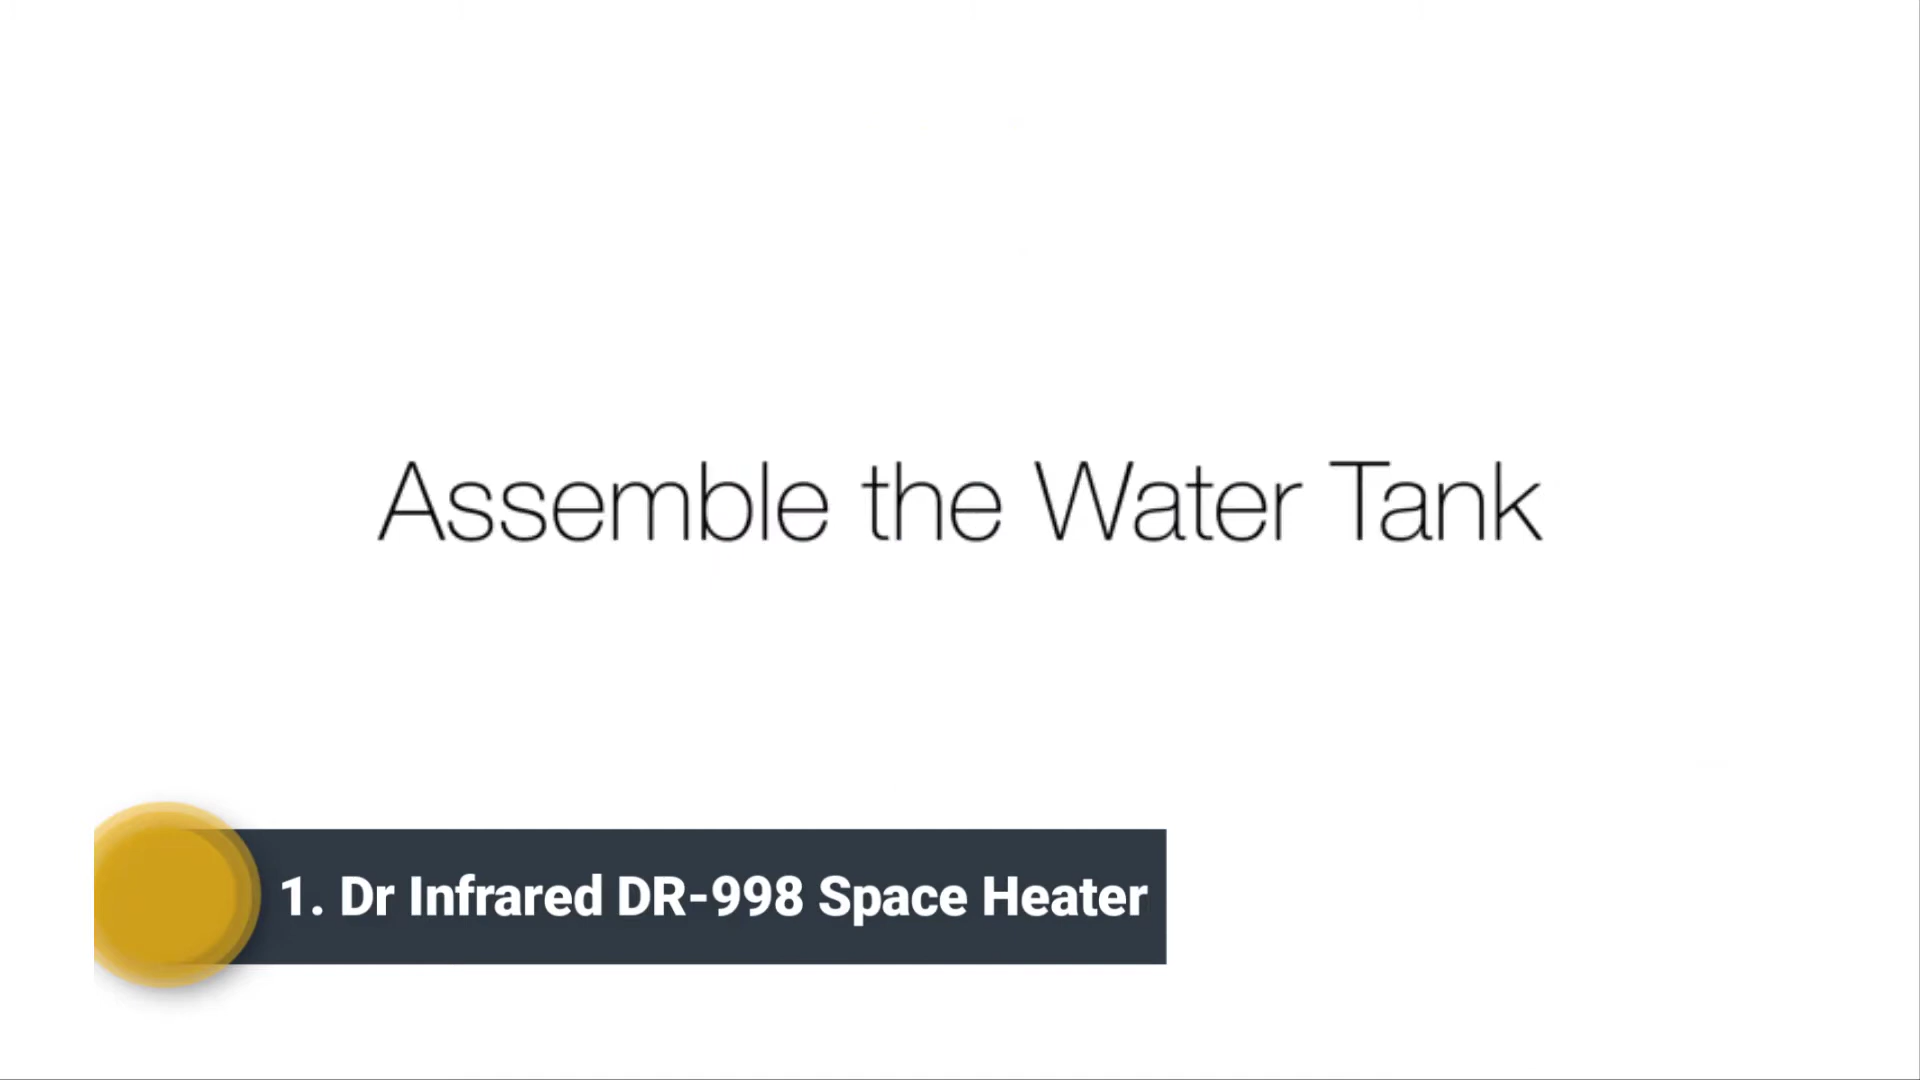 Assemble the Water Tank
1. Dr Infrared DR-998 Space Heater